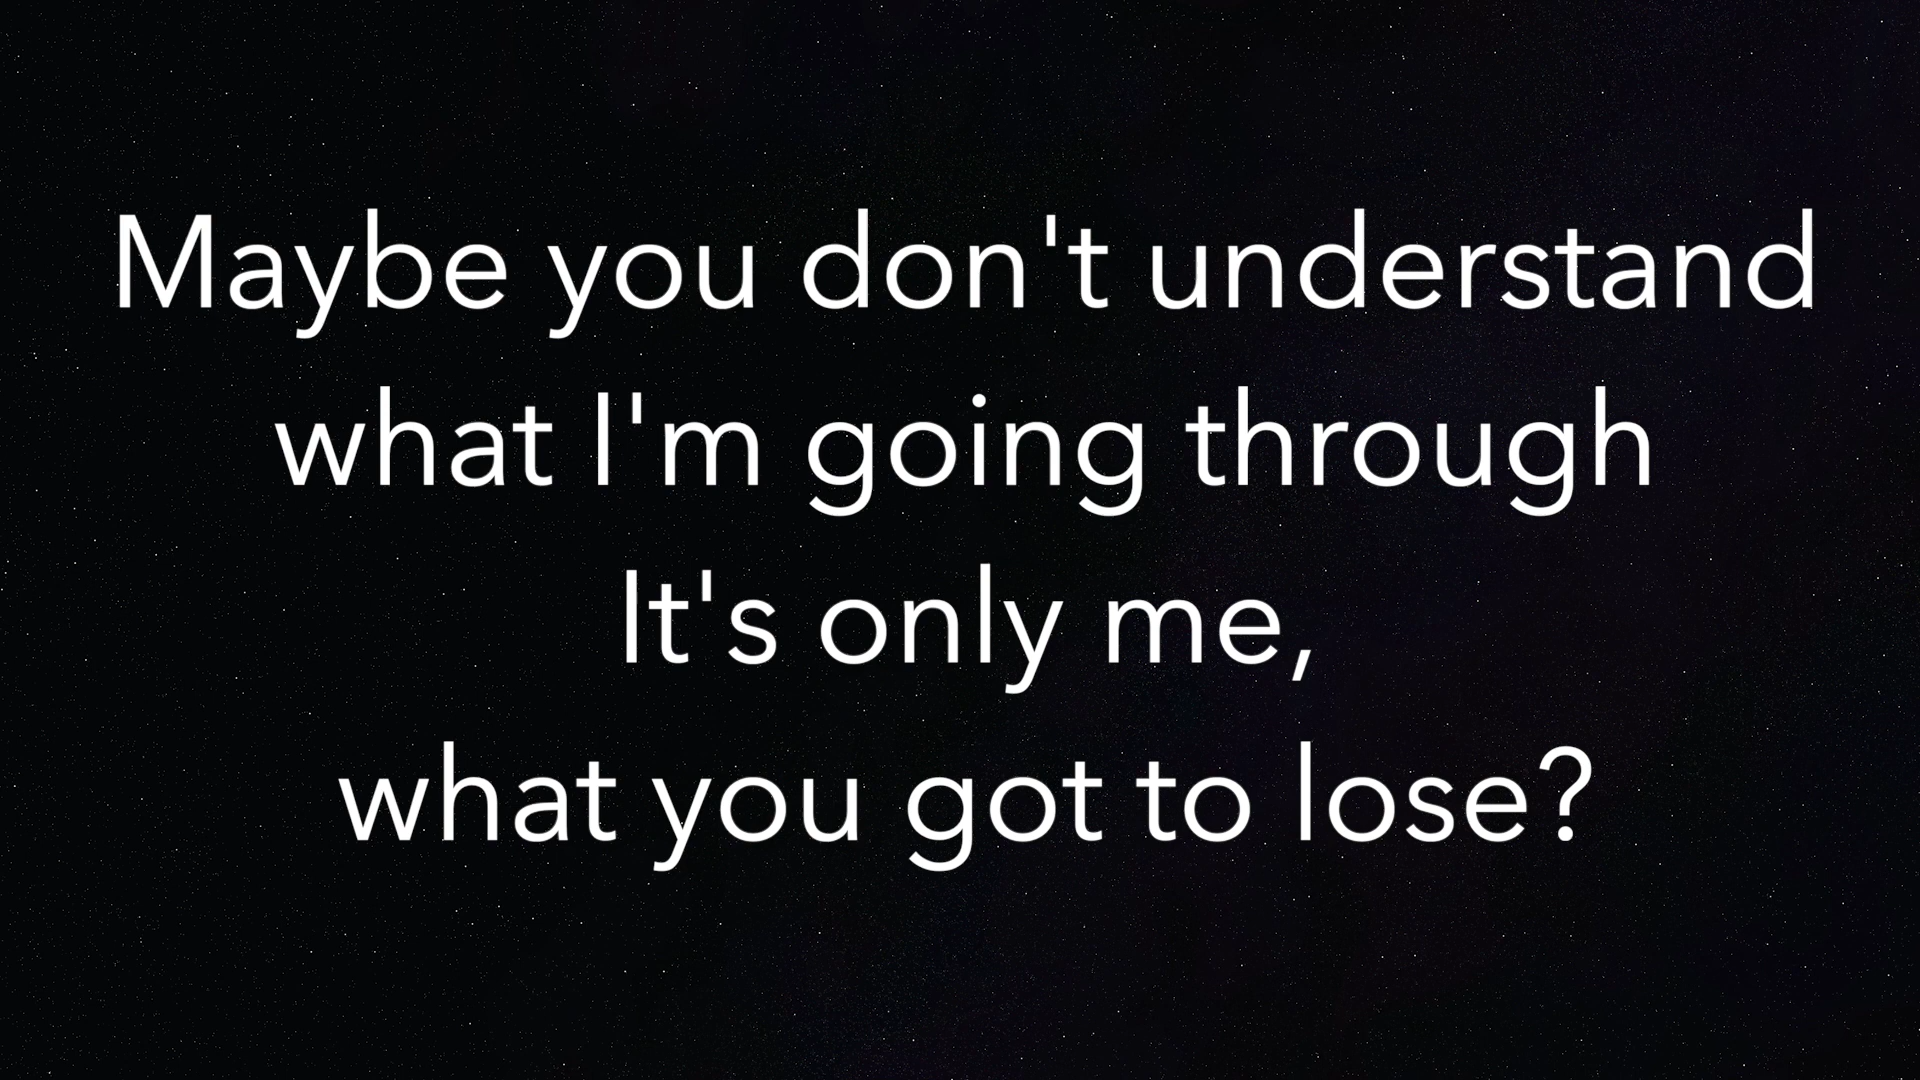 Maybe you don't understand
what I'm going through
It's only me,
what you got to lose?